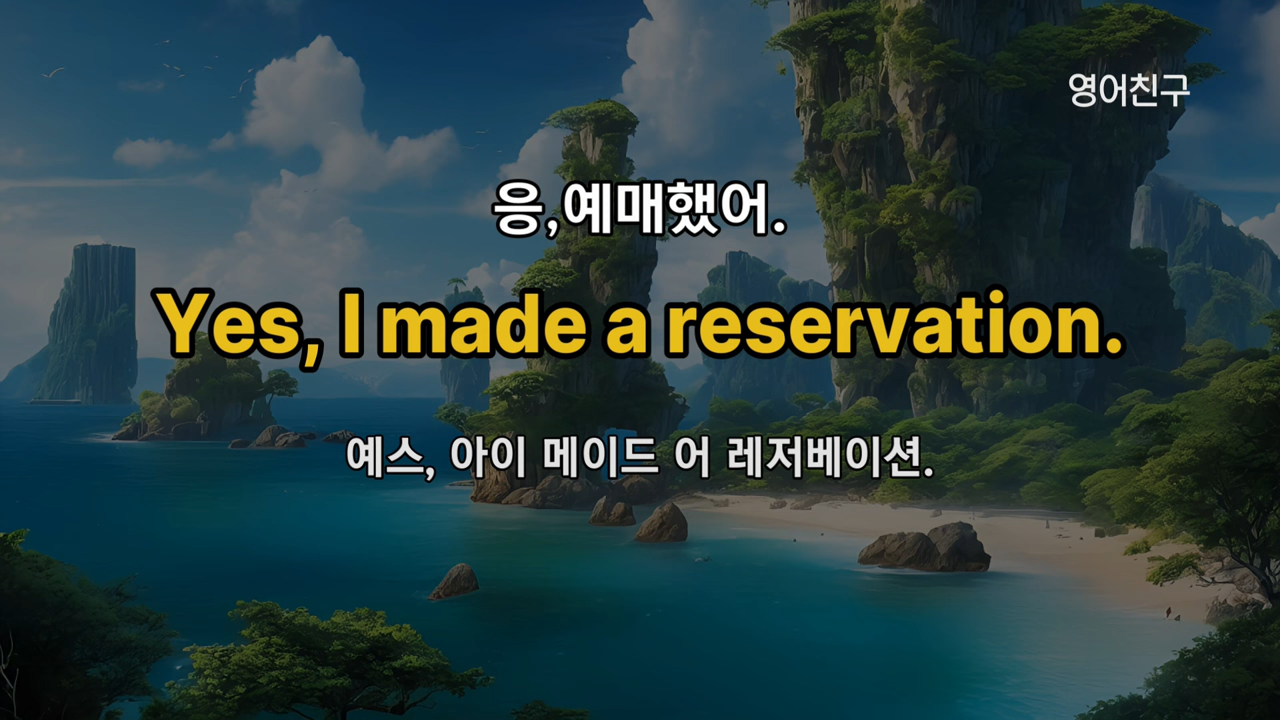 영어친구
응,예매했어.
Yes, I made a reservation.
예스, 아이 메이드 어 레저베이션.